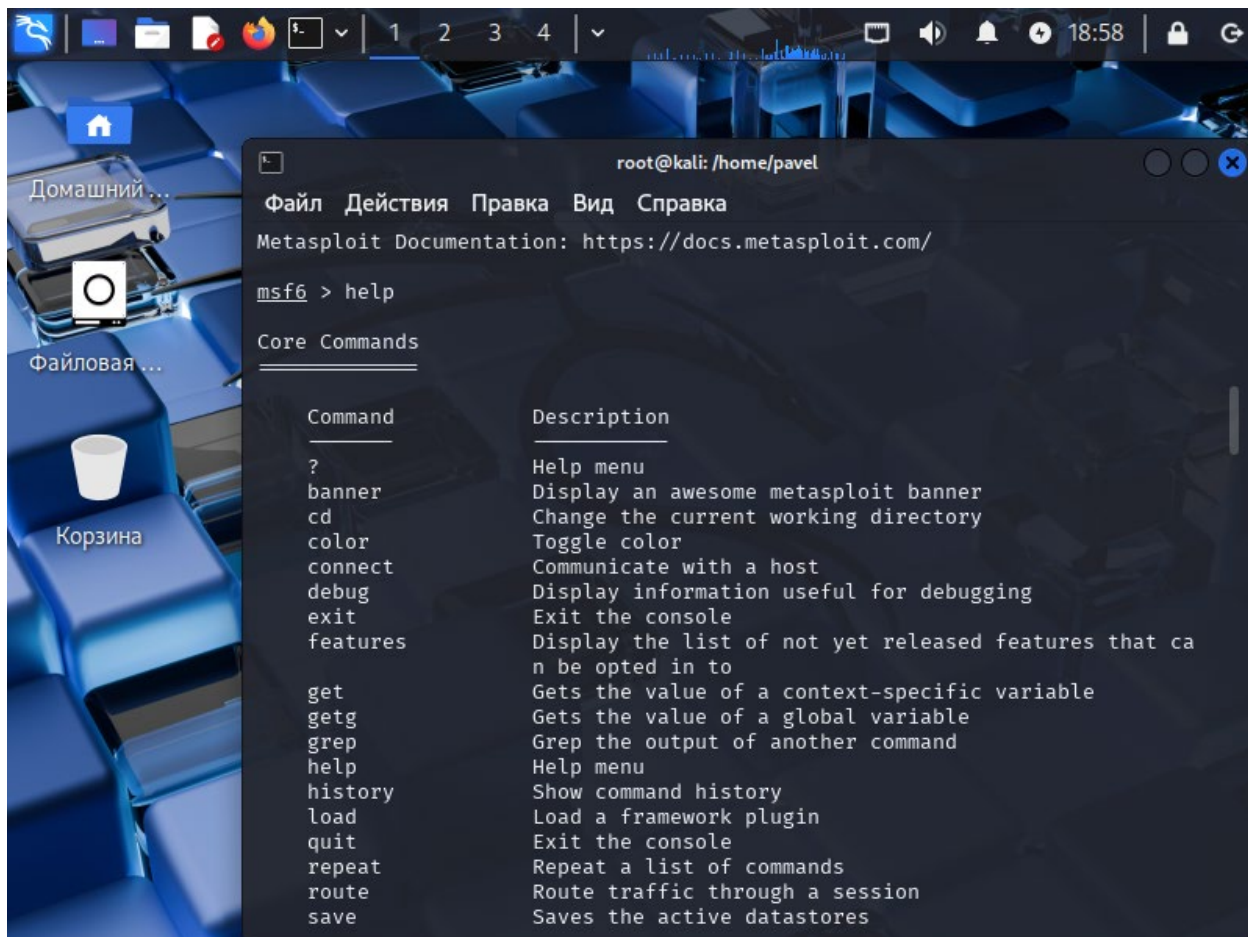 1 2 3 4 18:58
root@kali: /home/pavel
Домашний ...
Файл Действия Правка Вид Справка
Metasploit Documentation: https://docs.metasploit.com/
msf6 > help
Core Commands
Файловая ...
Command Description
? Help menu
banner Display an awesome metasploit banner
cd Change the current working directory
Корзина
color Toggle color
connect Communicate with a host
debug Display information useful for debugging
exit Exit the console
features Display the list of not yet released features that ca
n be opted in to
get Gets the value of a context-specific variable
getg Gets the value of a global variable
grep Grep the output of another command
help Help menu
history Show command history
load Load a framework plugin
quit Exit the console
repeat Repeat a list of commands
route Route traffic through a session
save Saves the active datastores